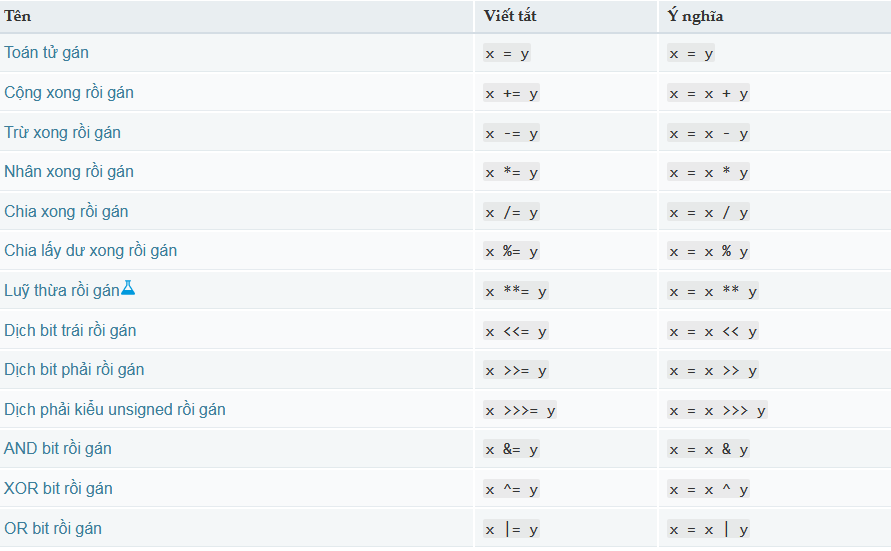 Tên Viết tắt Ý nghĩa
Toán tử gán x = y x = y
Cộng xong rồi gán x += y x = x + y
Trừ xong rồi gán x -= y x = x - y
Nhân xong rồi gán x *= y x = x * y
Chia xong rồi gán x /= y x = x / y
Chia lấy dư xong rồi gán x %= y x = x % y
Luỹ thừa rồi gán x **= y x = x ** y
Dịch bit trái rồi gán x <<= y x = x << y
Dịch bit phải rồi gán x >>= y x = x >> y
Dịch phải kiểu unsigned rồi gán x >>>= y x = x >>> y
AND bit rồi gán x &= y x = x & y
XOR bit rồi gán x ^= y x = x ^ y
OR bit rồi gán x |= y x = x | y